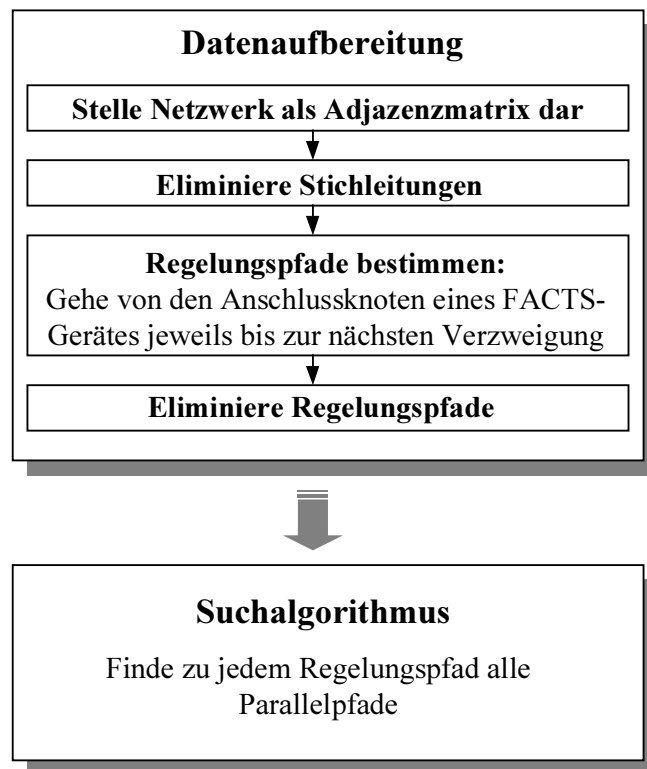 Datenaufbereitung
Stelle Netzwerk als Adjazenzmatrix dar
Eliminiere Stichleitungen
Regelungspfade bestimmen:
Gehe von den Anschlussknoten eines FACTS-
Gerätes jeweils bis zur nächsten Verzweigung
Eliminiere Regelungspfade
Suchalgorithmus
Finde zu jedem Regelungspfad alle
Parallelpfade